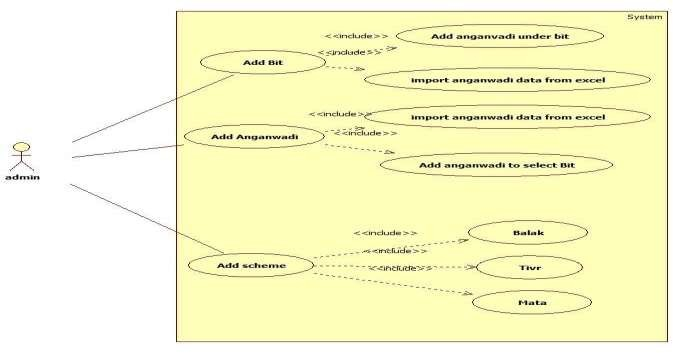 System
<<include>>
Add anganvadi under bit
<<include>>
Add Bit
import anganwadi data from excel
<<include>>
import anganwadi data from excel
<<include>>
Add Anganwadi
Add anganwadi to select Bit
admin
<<include>>
Balak
<<include>>
Add scheme
<<include>>
Tivr
Mata